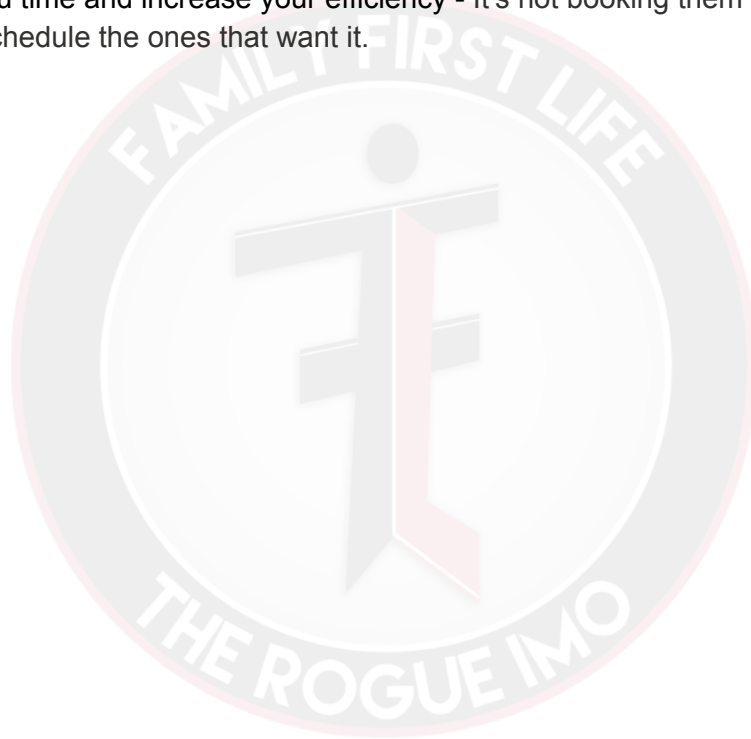 time and increase your efficiency - it's not booking them
schedule the ones that want it.
FAMILY FIRST LIFE
THE ROGUE IMO